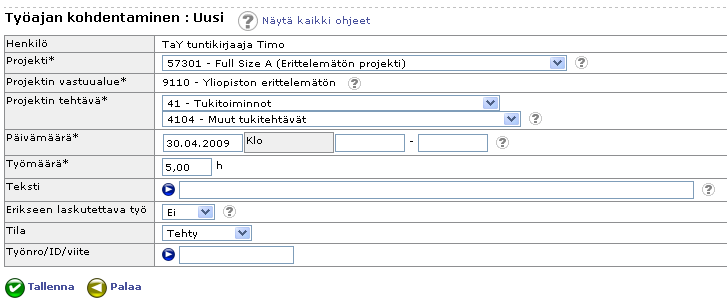 Työajan kohdentaminen : Uusi ? Näytä kaikki ohjeet
Henkilö TaY tuntikirjaaja Timo
Projekti* 57301 - Full Size A (Erittelemätön projekti) ?
Projektin vastuualue* 9110 - Yliopiston erittelemätön ?
Projektin tehtävä* 41 - Tukitoiminnot
4104 - Muut tukitehtävät ?
Päivämäärä* 30.04.2009 Klo - ?
Työmäärä* 5,00 h
Teksti ?
Erikseen laskutettava työ Ei ?
Tila Tehty
Työnro/ID/viite
Tallenna Palaa